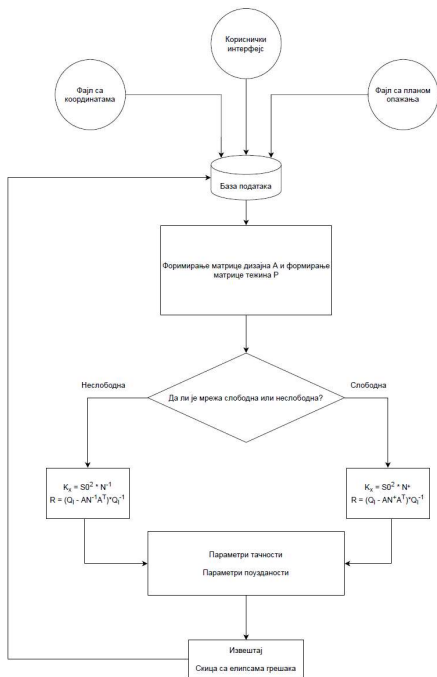 Кориснички
интерфејс
Фајл са
координатама
Фајл са планом
опажања
База података
Форимирање матрице дизајна А и формирање
матрице тежина P
Да ли је мрежа слободна или неслободна?
Неслободна
Слободна
Kₓ = S0² * N⁻¹
R = (Qₗ - AN⁻¹Aᵀ)*Qₗ⁻¹
Kₓ = S0² * N⁺
R = (Qₗ - AN⁺Aᵀ)*Qₗ⁻¹
Параметри тачности
Параметри поузданости
Извештај
Скица са елипсама грешака